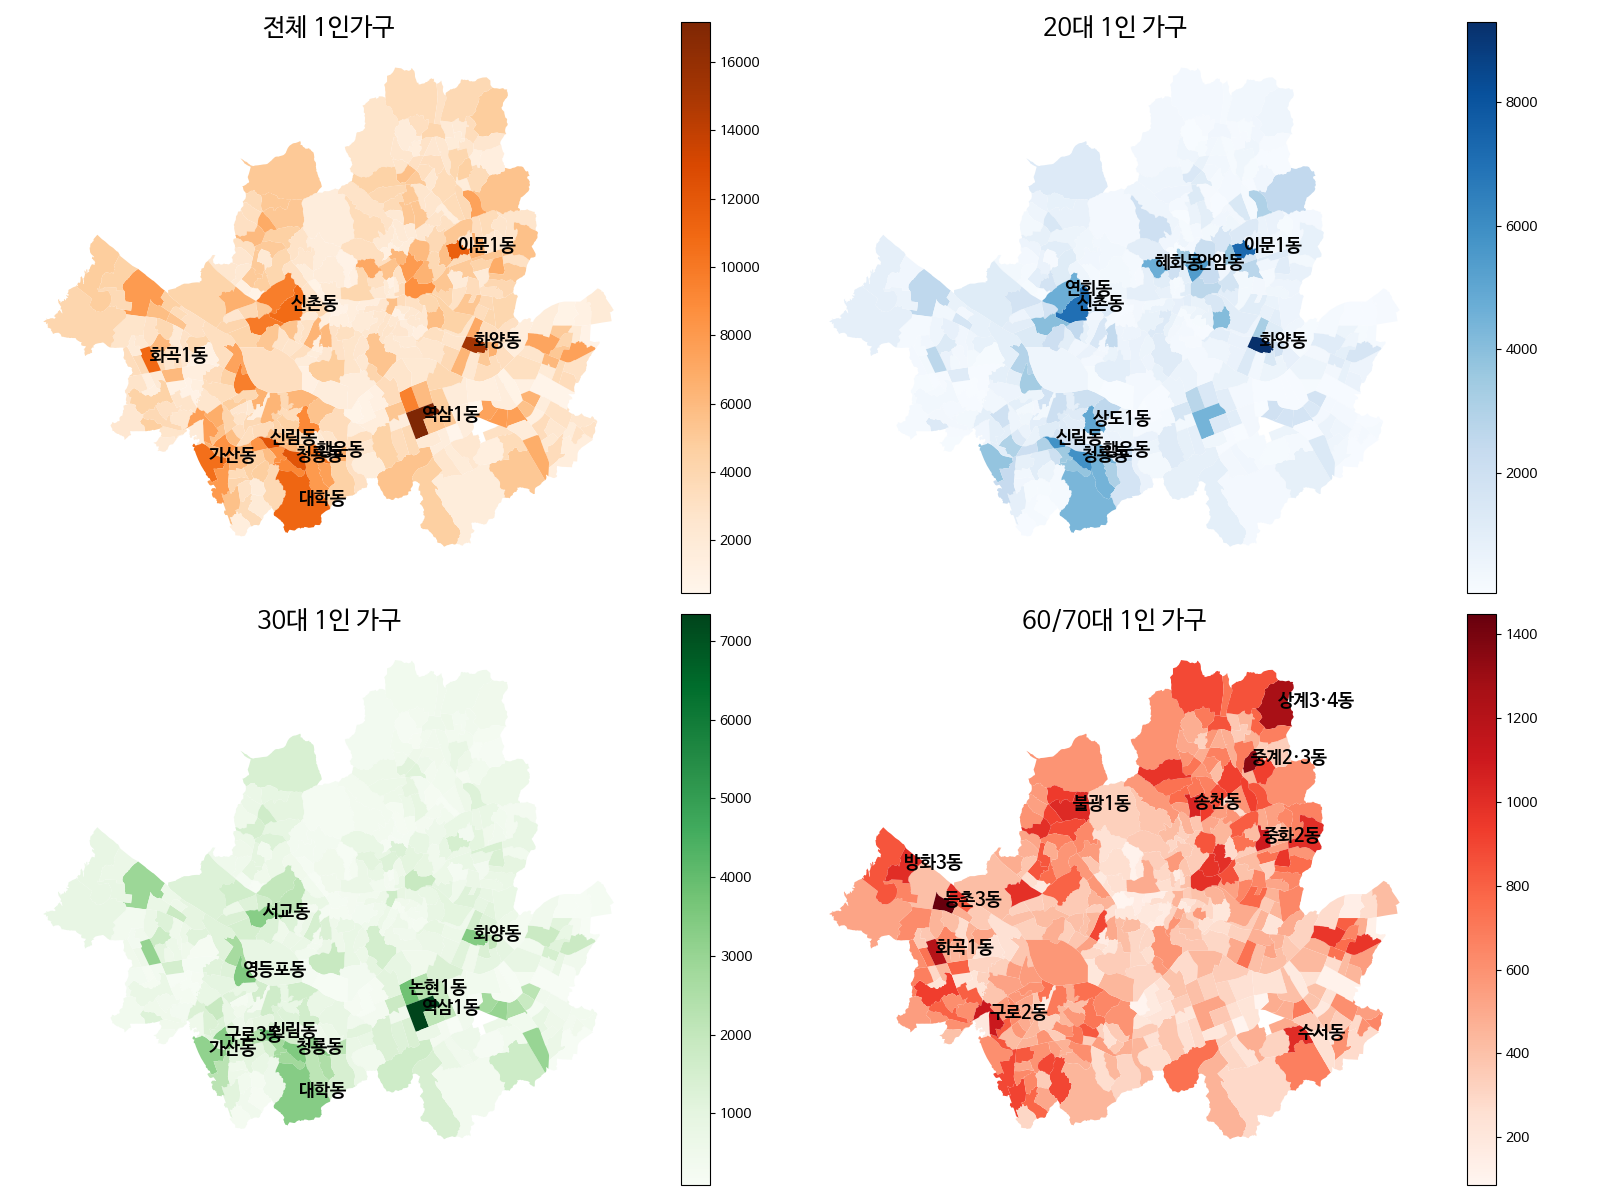 전체 1인가구
이문1동
신촌동
화양동
화곡1동
역삼1동
신림동
행운동
청룡동
가산동
대학동
16000
14000
12000
10000
8000
6000
4000
2000
20대 1인 가구
이문1동
혜화동
안암동
연희동
신촌동
화양동
상도1동
신림동
행운동
청룡동
8000
6000
4000
2000
30대 1인 가구
서교동
화양동
영등포동
논현1동
역삼1동
신림동
구로3동
청룡동
가산동
대학동
7000
6000
5000
4000
3000
2000
1000
60/70대 1인 가구
상계3·4동
중계2·3동
불광1동
송천동
중화2동
방화3동
등촌3동
화곡1동
구로2동
수서동
1400
1200
1000
800
600
400
200